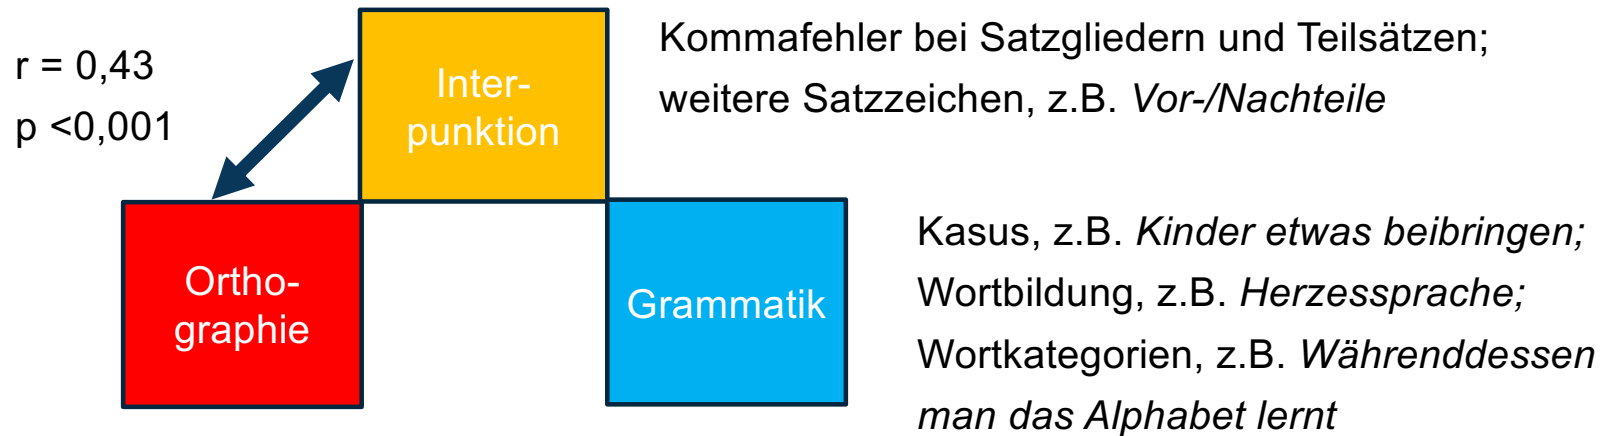 r = 0,43
p <0,001
Inter-
punktion
Kommafehler bei Satzgliedern und Teilsätzen;
weitere Satzzeichen, z.B. Vor-/Nachteile
Ortho-
graphie
Grammatik
Kasus, z.B. Kinder etwas beibringen;
Wortbildung, z.B. Herzessprache;
Wortkategorien, z.B. Währenddessen
man das Alphabet lernt